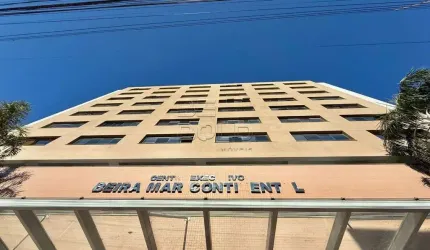 CENT EXEC IVO
BEIRA MAR CONTI ENT L